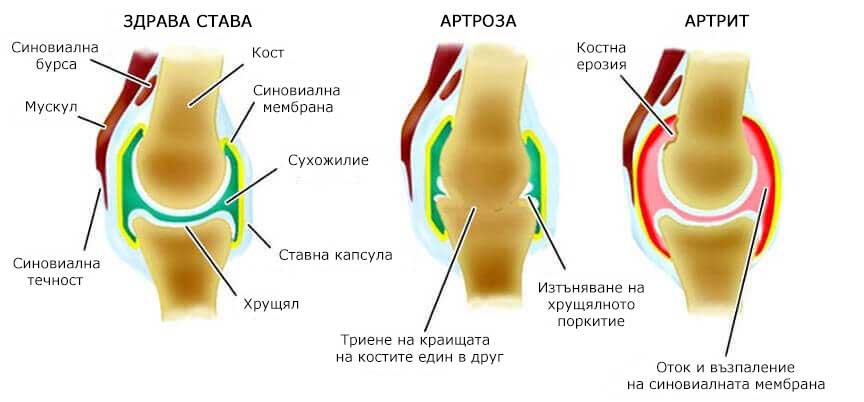 ЗДРАВА СТАВА
Синовиална
бурса
Кост
Мускул
Синовиална
мембрана
Сухожилие
Синовиална
течност
Ставна капсула
Хрущял
АРТРОЗА
Изтъняване на
хрущялното
поркитие
Триене на краищата
на костите един в друг
АРТРИТ
Костна
ерозия
Оток и възпаление
на синовиалната мембрана